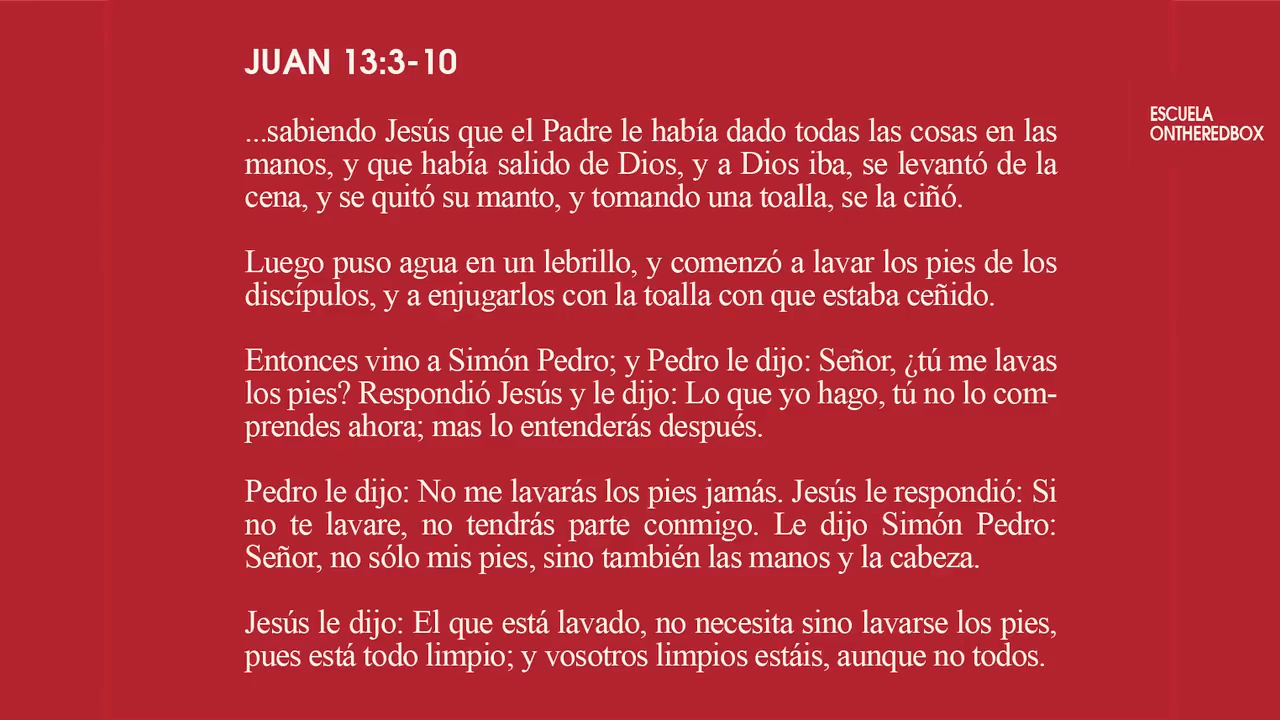 JUAN 13:3-10
...sabiendo Jesús que el Padre le había dado todas las cosas en las
manos, y que había salido de Dios, y a Dios iba, se levantó de la
cena, y se quitó su manto, y tomando una toalla, se la ciñó.
Luego puso agua en un lebrillo, y comenzó a lavar los pies de los
discípulos, y a enjugarlos con la toalla con que estaba ceñido.
Entonces vino a Simón Pedro; y Pedro le dijo: Señor, ¿tú me lavas
los pies? Respondió Jesús y le dijo: Lo que yo hago, tú no lo com-
prendes ahora; mas lo entenderás después.
Pedro le dijo: No me lavarás los pies jamás. Jesús le respondió: Si
no te lavare, no tendrás parte conmigo. Le dijo Simón Pedro:
Señor, no sólo mis pies, sino también las manos y la cabeza.
Jesús le dijo: El que está lavado, no necesita sino lavarse los pies,
pues está todo limpio; y vosotros limpios estáis, aunque no todos.
ESCUELA
ONTHEREDBOX